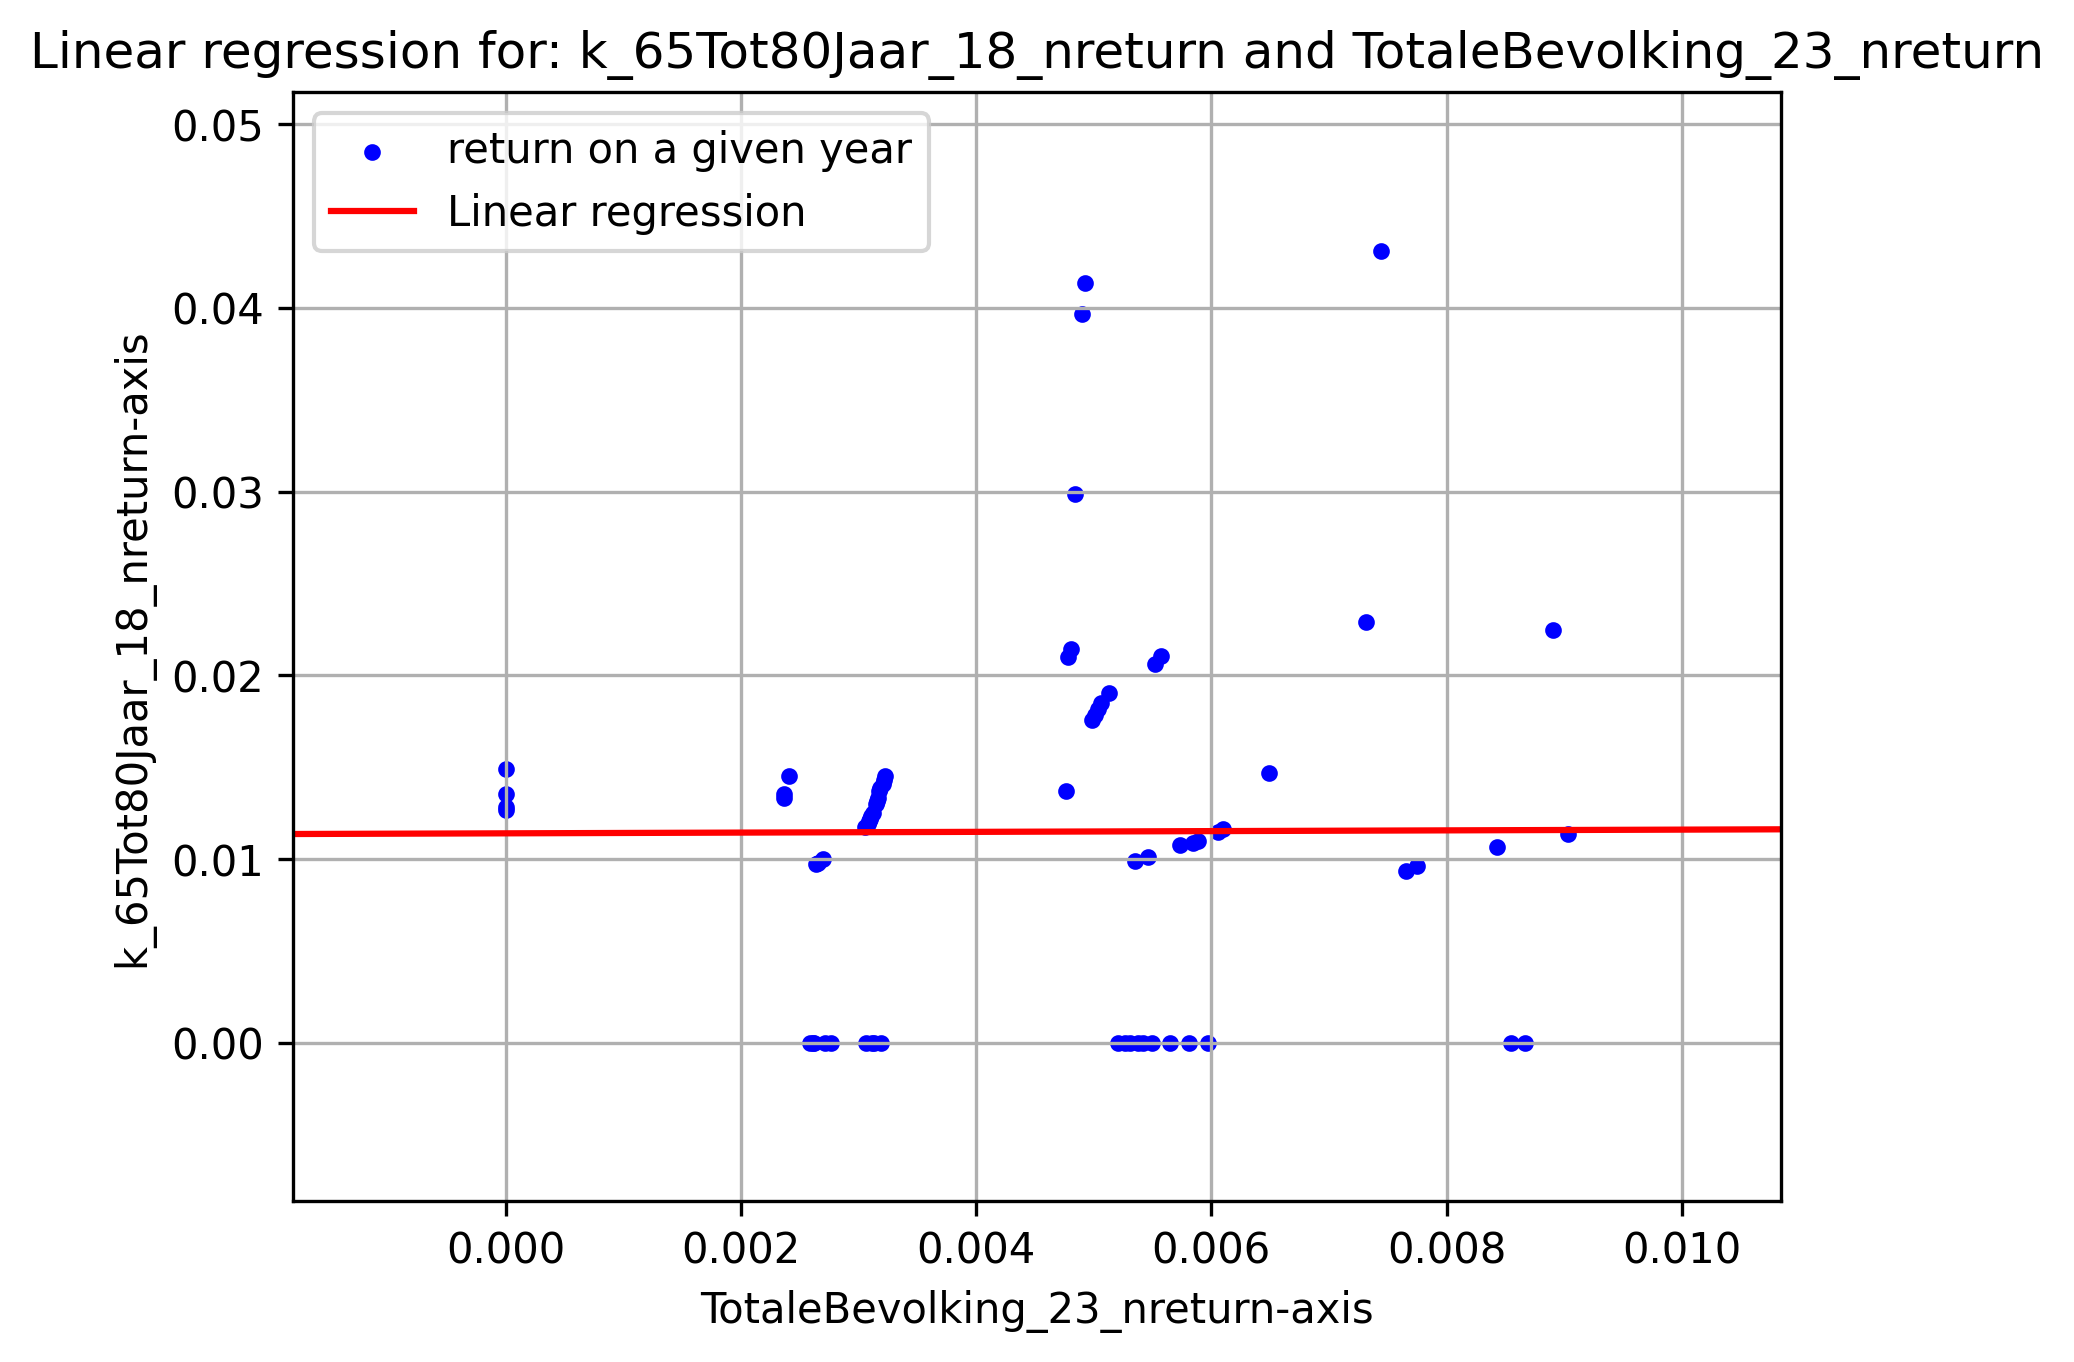 Linear regression for: k_65Tot80Jaar_18_nreturn and TotaleBevolking_23_nreturn
return on a given year
Linear regression
k_65Tot80Jaar_18_nreturn-axis
0.05
0.04
0.03
0.02
0.01
0.00
0.000 0.002 0.004 0.006 0.008 0.010
TotaleBevolking_23_nreturn-axis